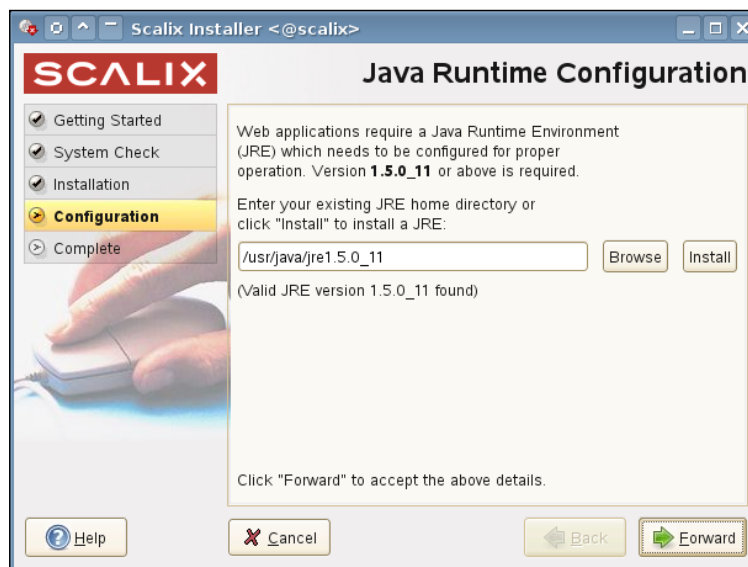 Scalix Installer <@scalix>
SCALIX
Java Runtime Configuration
Getting Started
System Check
Installation
Configuration
Complete
Web applications require a Java Runtime Environment
(JRE) which needs to be configured for proper
operation. Version 1.5.0_11 or above is required.
Enter your existing JRE home directory or
click "Install" to install a JRE:
/usr/java/jre1.5.0_11
Browse
Install
(Valid JRE version 1.5.0_11 found)
Click "Forward" to accept the above details.
Help
Cancel
Back
Forward